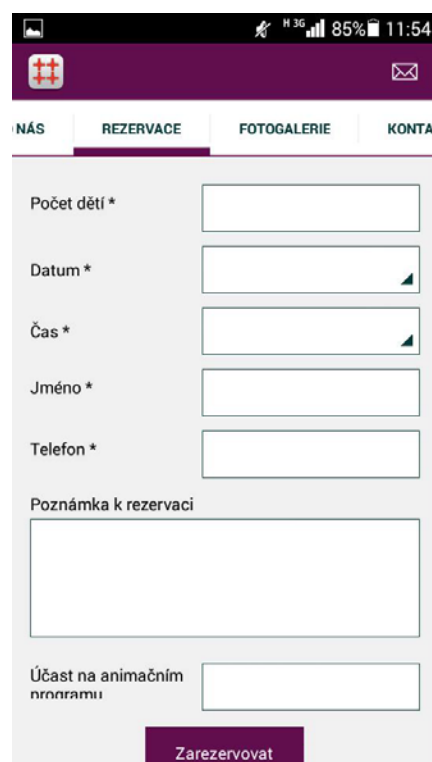 H 3G 85% 11:54
NÁS REZERVACE FOTOGALERIE KONTA
Počet dětí *
Datum *
Čas *
Jméno *
Telefon *
Poznámka k rezervaci
Účast na animačním
programu
Zarezervovat